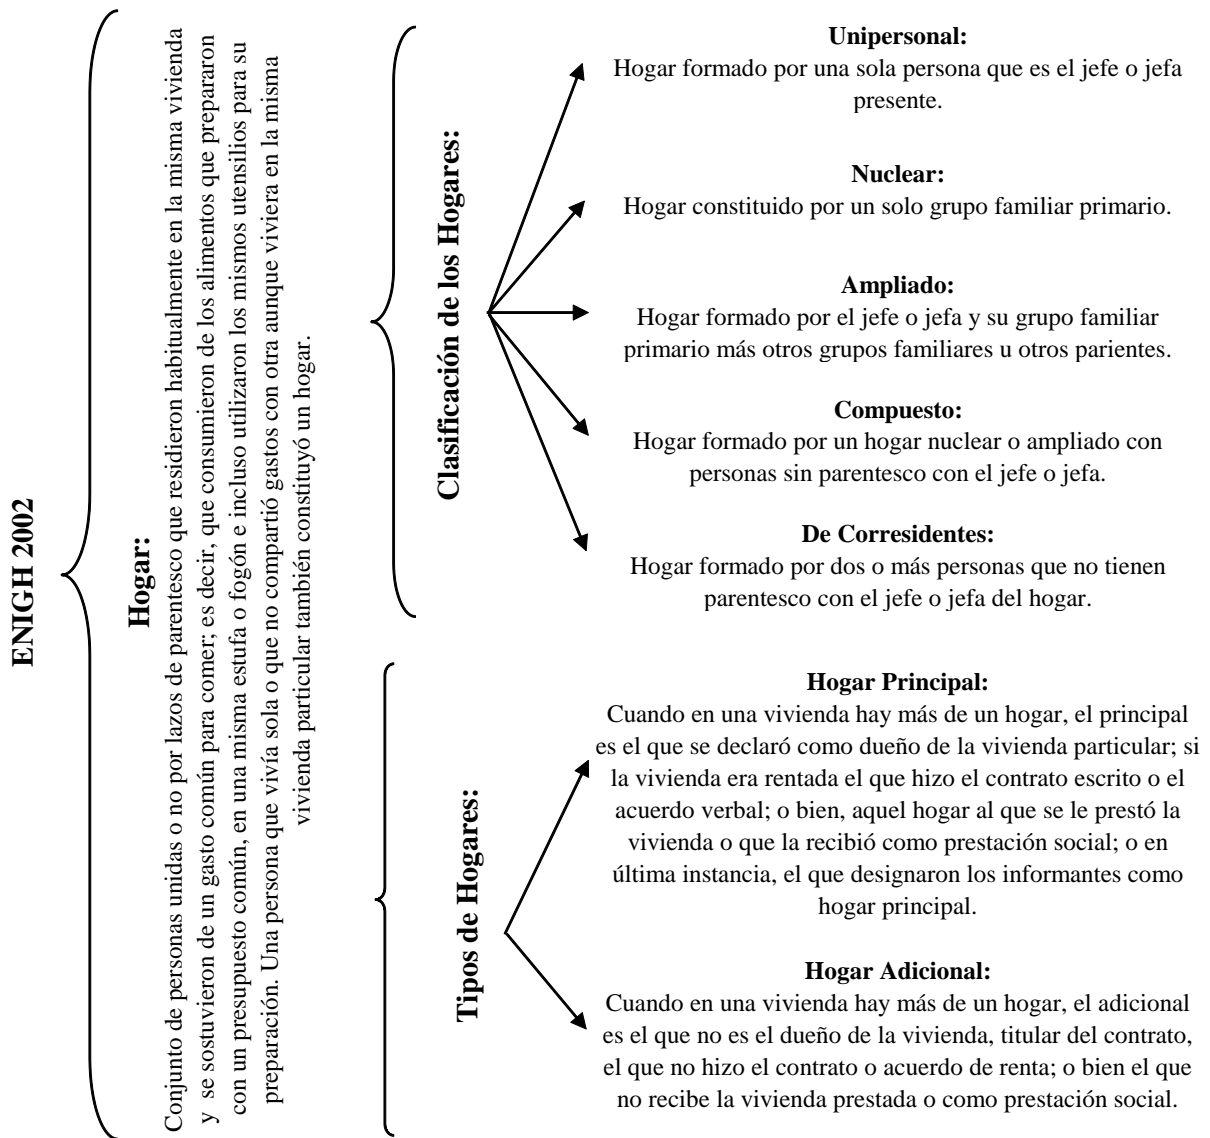 ENIGH 2002
Hogar:
Conjunto de personas unidas o no por lazos de parentesco que residieron habitualmente en la misma vivienda
y se sostuvieron de un gasto común para comer; es decir, que consumieron de los alimentos que prepararon
con un presupuesto común, en una misma estufa o fogón e incluso utilizaron los mismos utensilios para su
preparación. Una persona que vivía sola o que no compartió gastos con otra aunque viviera en la misma
vivienda particular también constituyó un hogar.
Clasificación de los Hogares:
Unipersonal:
Hogar formado por una sola persona que es el jefe o jefa
presente.
Nuclear:
Hogar constituido por un solo grupo familiar primario.
Ampliado:
Hogar formado por el jefe o jefa y su grupo familiar
primario más otros grupos familiares u otros parientes.
Compuesto:
Hogar formado por un hogar nuclear o ampliado con
personas sin parentesco con el jefe o jefa.
De Corresidentes:
Hogar formado por dos o más personas que no tienen
parentesco con el jefe o jefa del hogar.
Tipos de Hogares:
Hogar Principal:
Cuando en una vivienda hay más de un hogar, el principal
es el que se declaró como dueño de la vivienda particular; si
la vivienda era rentada el que hizo el contrato escrito o el
acuerdo verbal; o bien, aquel hogar al que se le prestó la
vivienda o que la recibió como prestación social; o en
última instancia, el que designaron los informantes como
hogar principal.
Hogar Adicional:
Cuando en una vivienda hay más de un hogar, el adicional
es el que no es el dueño de la vivienda, titular del contrato,
el que no hizo el contrato o acuerdo de renta; o bien el que
no recibe la vivienda prestada o como prestación social.